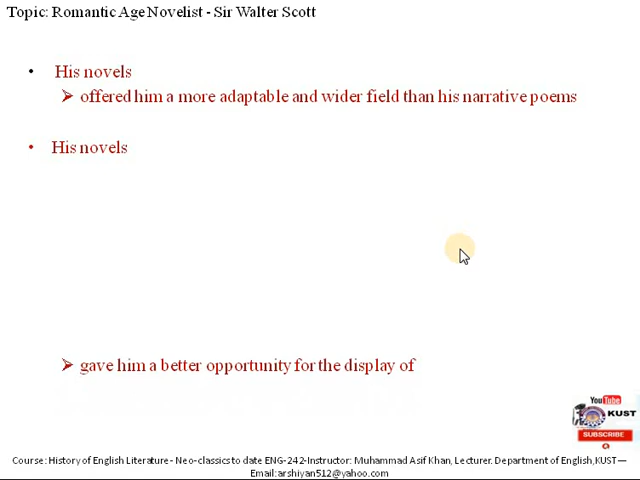 Topic: Romantic Age Novelist - Sir Walter Scott
• His novels
➢ offered him a more adaptable and wider field than his narrative poems
• His novels
➢ gave him a better opportunity for the display of
YouTube
KUST
SUBSCRIBE
Course: History of English Literature - Neo-classics to date ENG-242-Instructor: Muhammad Asif Khan, Lecturer. Department of English,KUST—
Email:arshiyan512@yahoo.com